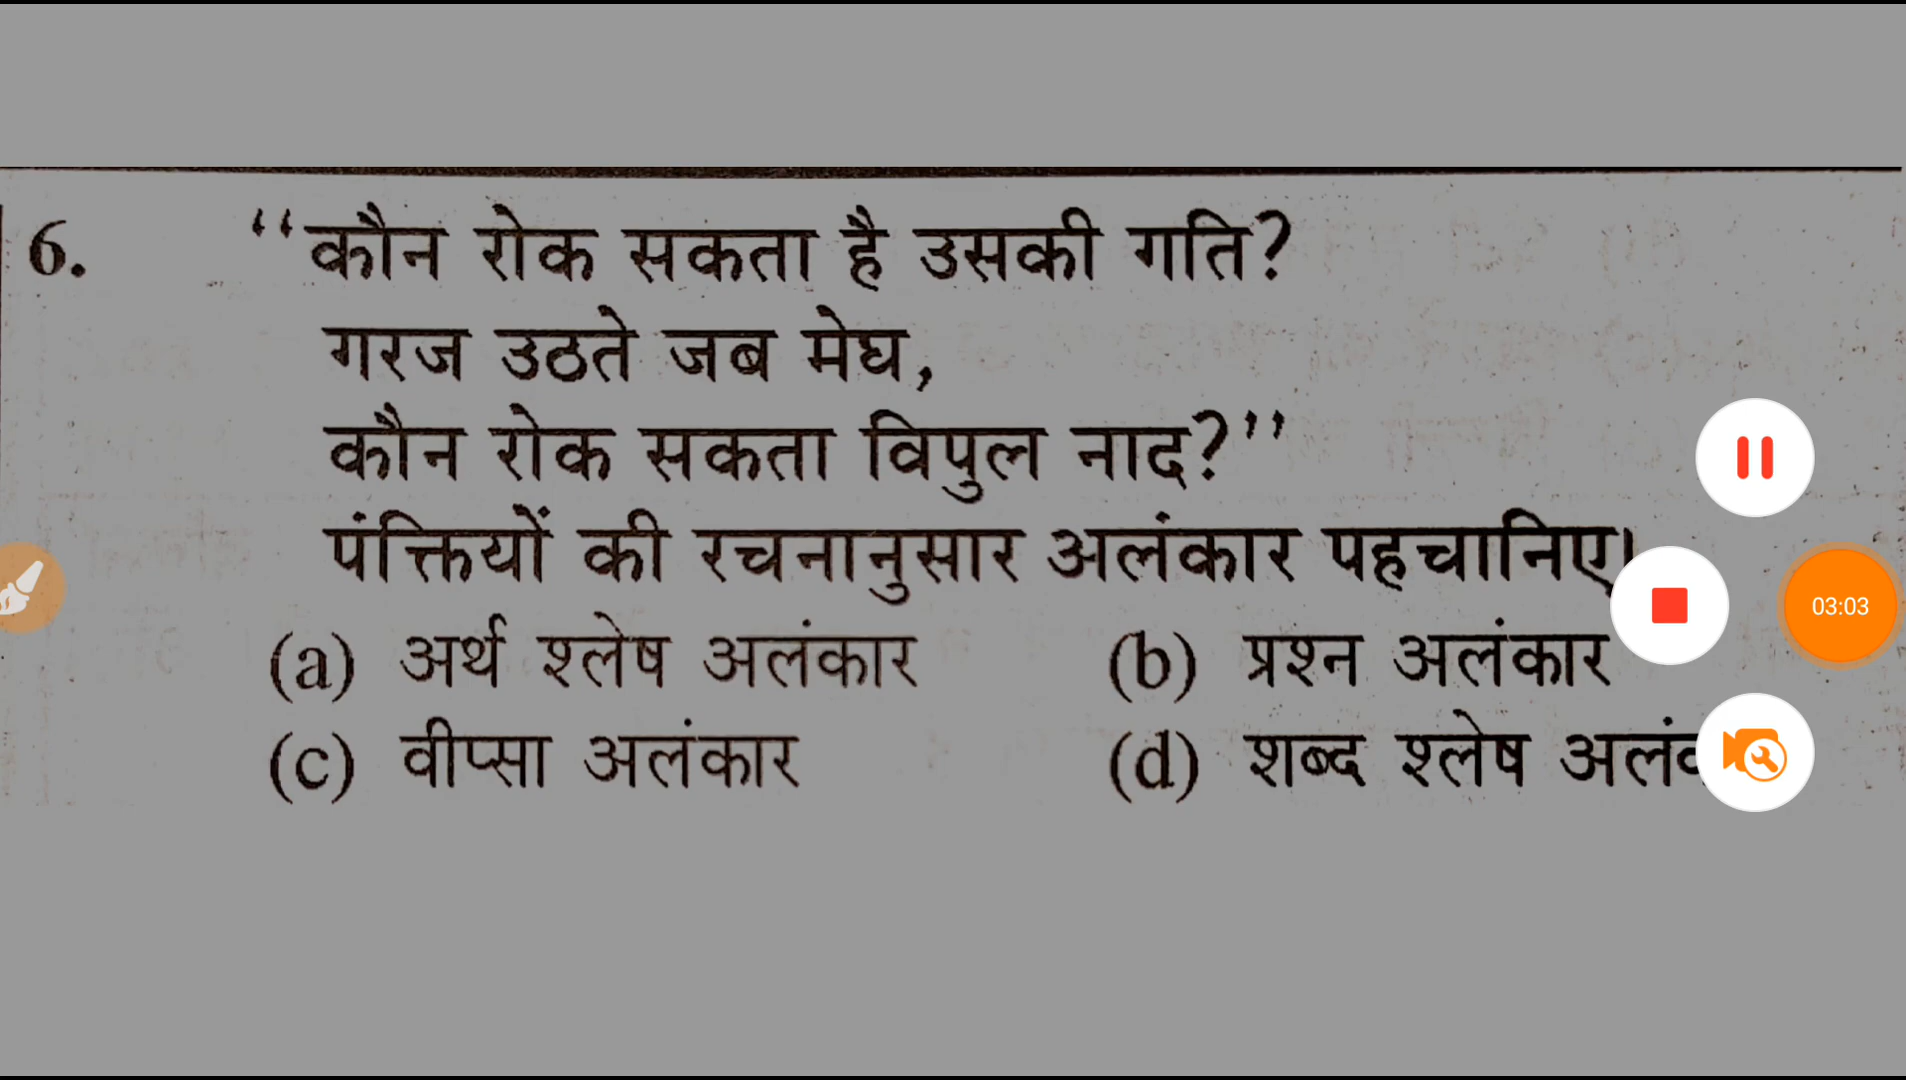 6. “कौन रोक सकता है उसकी गति?
गरज उठते जब मेघ,
कौन रोक सकता विपुल नाद?”
पंक्तियों की रचनानुसार अलंकार पहचानिए।
(a) अर्थ श्लेष अलंकार (b) प्रश्न अलंकार
(c) वीप्सा अलंकार (d) शब्द श्लेष
03:03